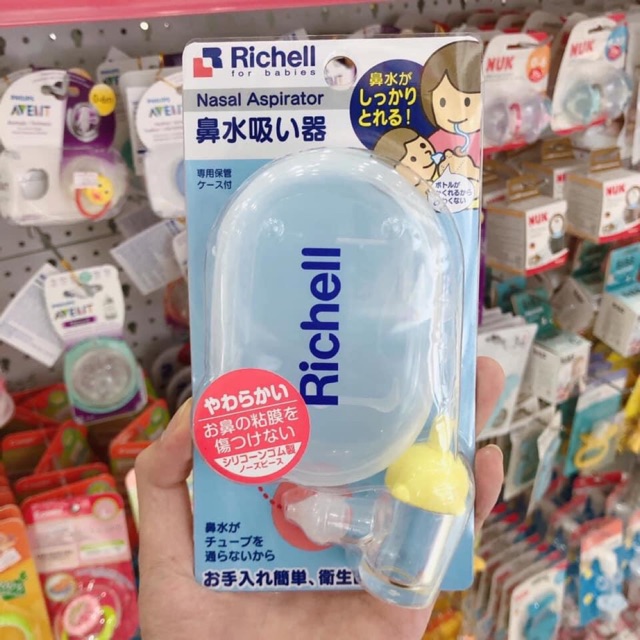 Richell
for babies
Nasal Aspirator
鼻水吸い器
専用保管
ケース付
鼻水が
しっかり
とれる!
ボトルが
Richell
やわらかい
お鼻の粘膜を
傷つけない
シリコーンゴム製
ノーズピース
鼻水が
チューブを
通らないから
お手入れ簡単、衛生
AVENT
AVENT
NUK
NUK
NUK
NUK